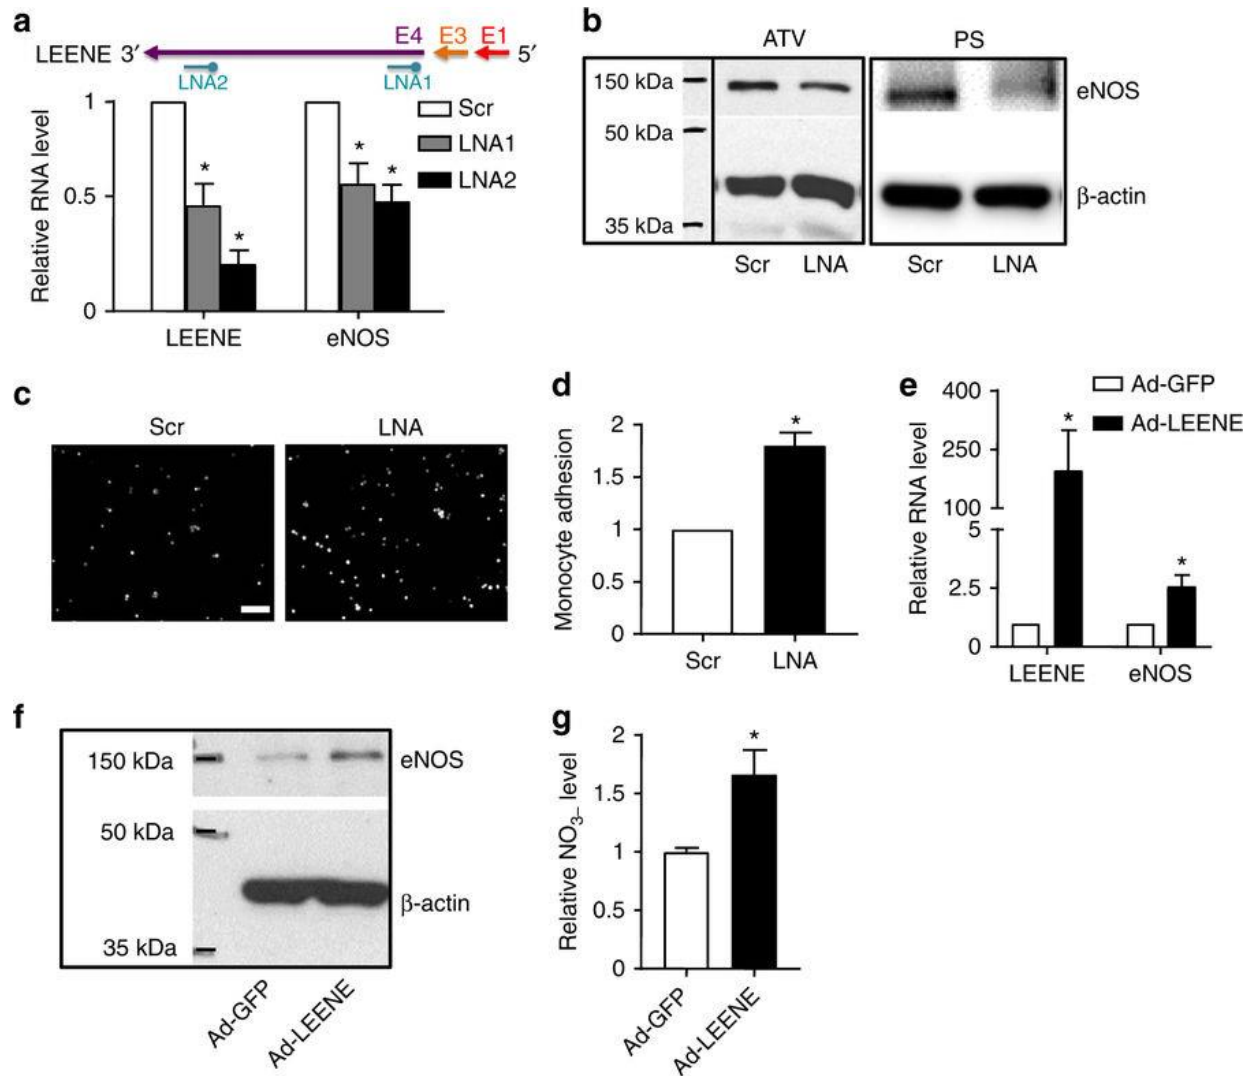 a
E4 E3 E1
LEENE 3′ 5′
LNA2 LNA1
1
0.5
0
Relative RNA level
Scr
LNA1
LNA2
* * * *
LEENE eNOS
b
ATV PS
150 kDa
50 kDa
35 kDa
eNOS
β-actin
Scr LNA Scr LNA
c
Scr LNA
d
Monocyte adhesion
2
1.5
1
0.5
0
*
Scr LNA
e
Ad-GFP
Ad-LEENE
Relative RNA level
400
250
100
5
2.5
0
* *
LEENE eNOS
f
150 kDa
50 kDa
35 kDa
eNOS
β-actin
Ad-GFP
Ad-LEENE
g
Relative NO3– level
2
1.5
1
0.5
0
*
Ad-GFP
Ad-LEENE